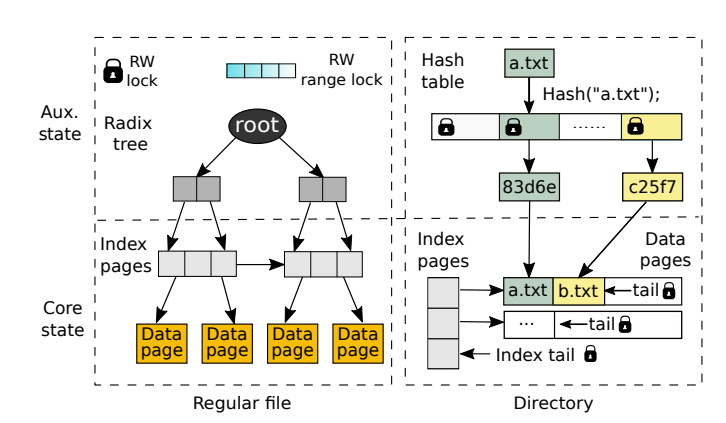 RW
lock
RW
range lock
Aux.
state
Radix
tree
root
Index
pages
Core
state
Data
page
Data
page
Data
page
Data
page
Regular file
Hash
table
a.txt
Hash("a.txt");
......
83d6e
c25f7
Index
pages
Data
pages
a.txt
b.txt
tail
...
tail
Index tail
Directory